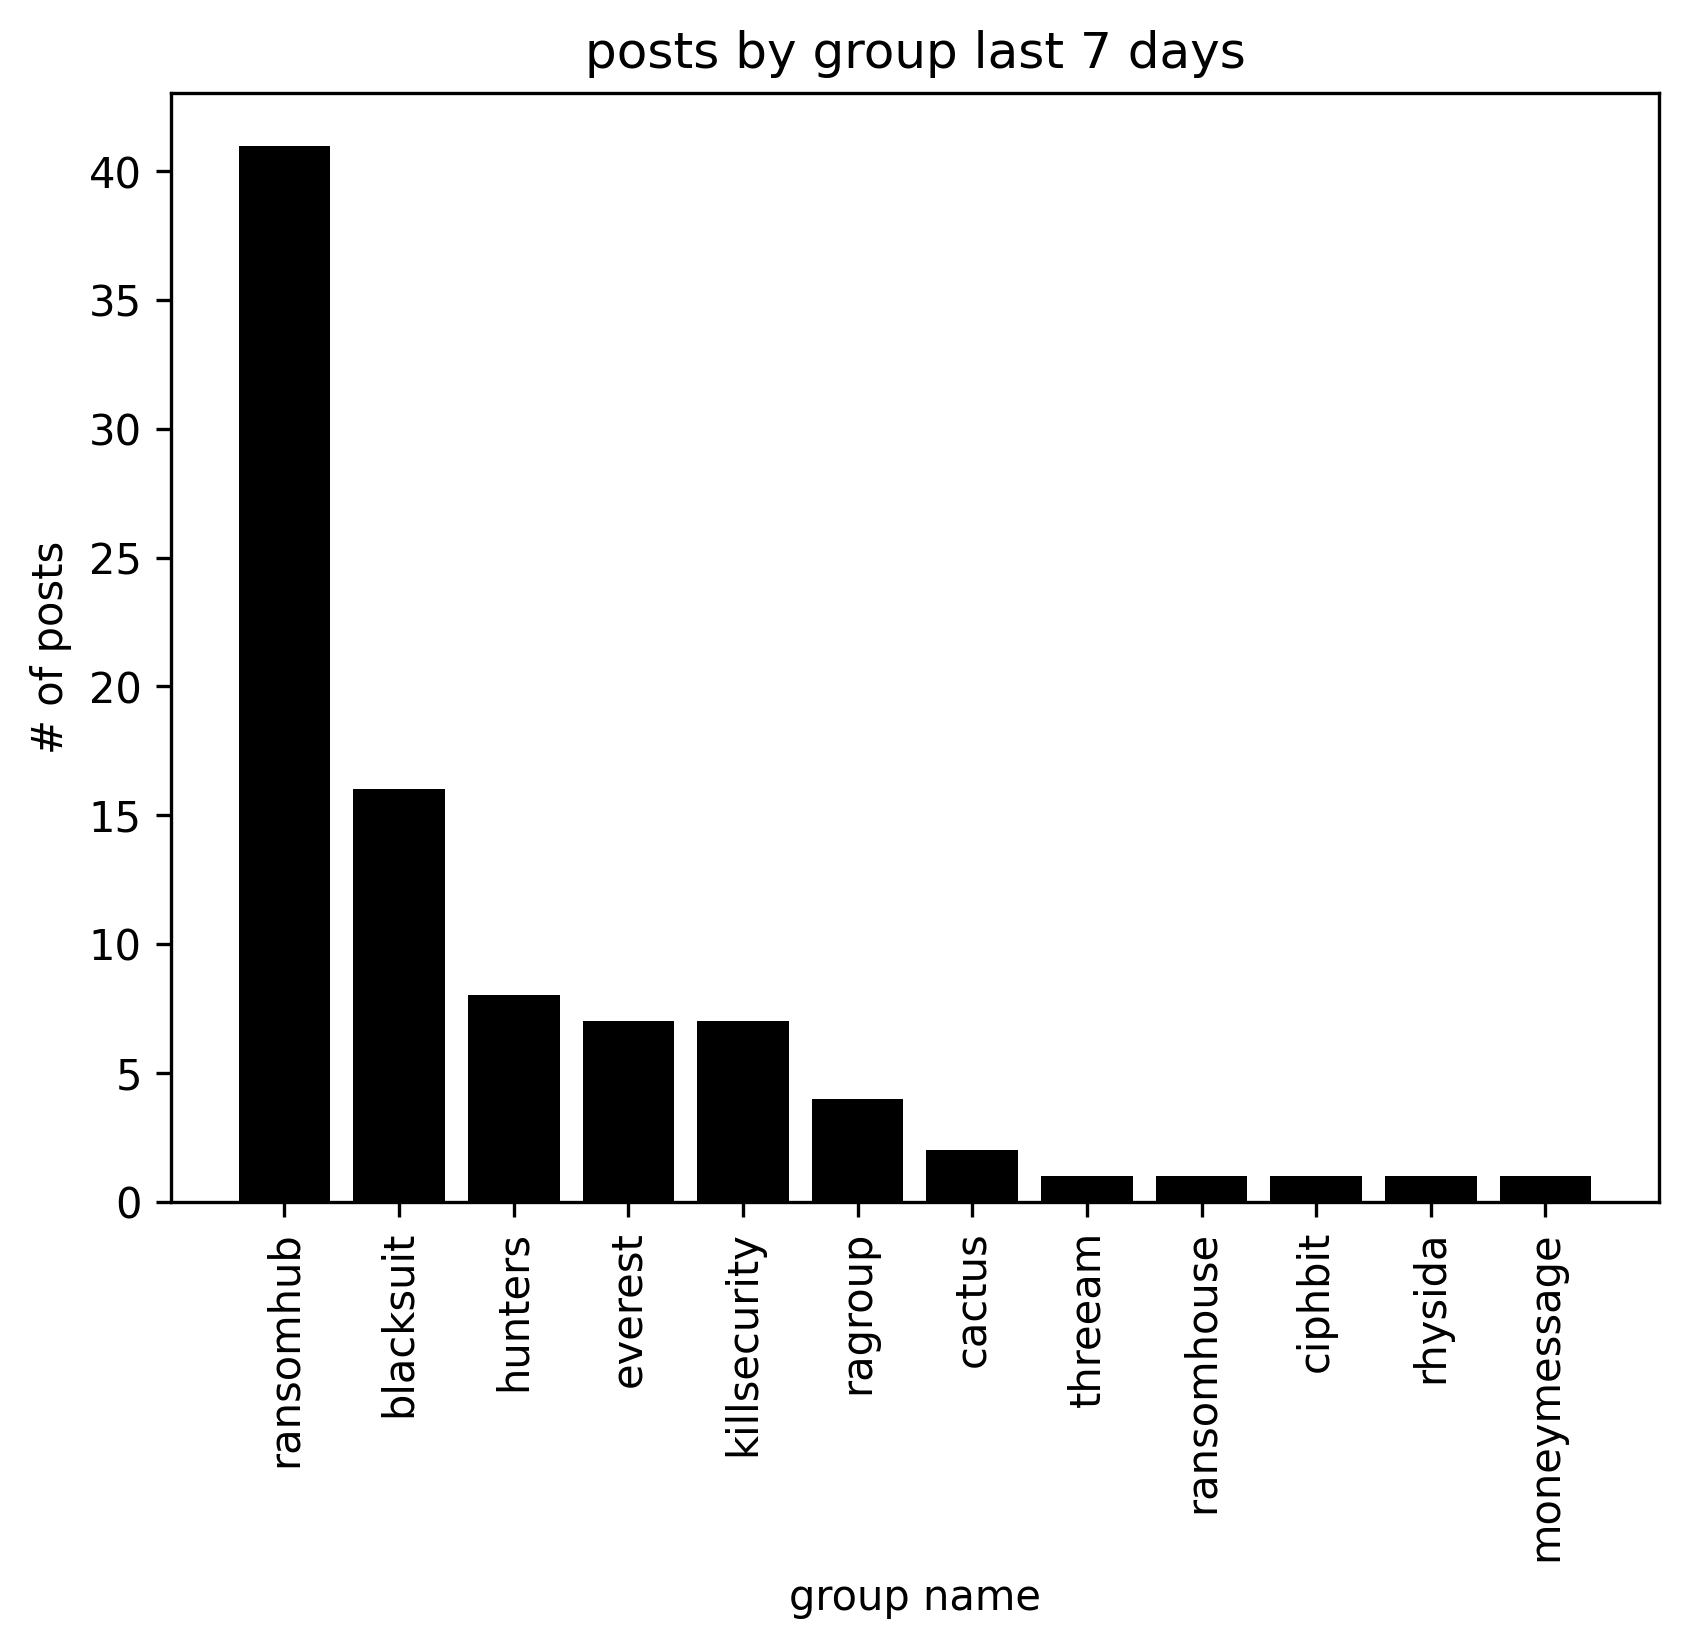 posts by group last 7 days
# of posts
40
35
30
25
20
15
10
5
0
ransomhub
blacksuit
hunters
everest
killsecurity
ragroup
cactus
threeam
ransomhouse
ciphbit
rhysida
moneymessage
group name